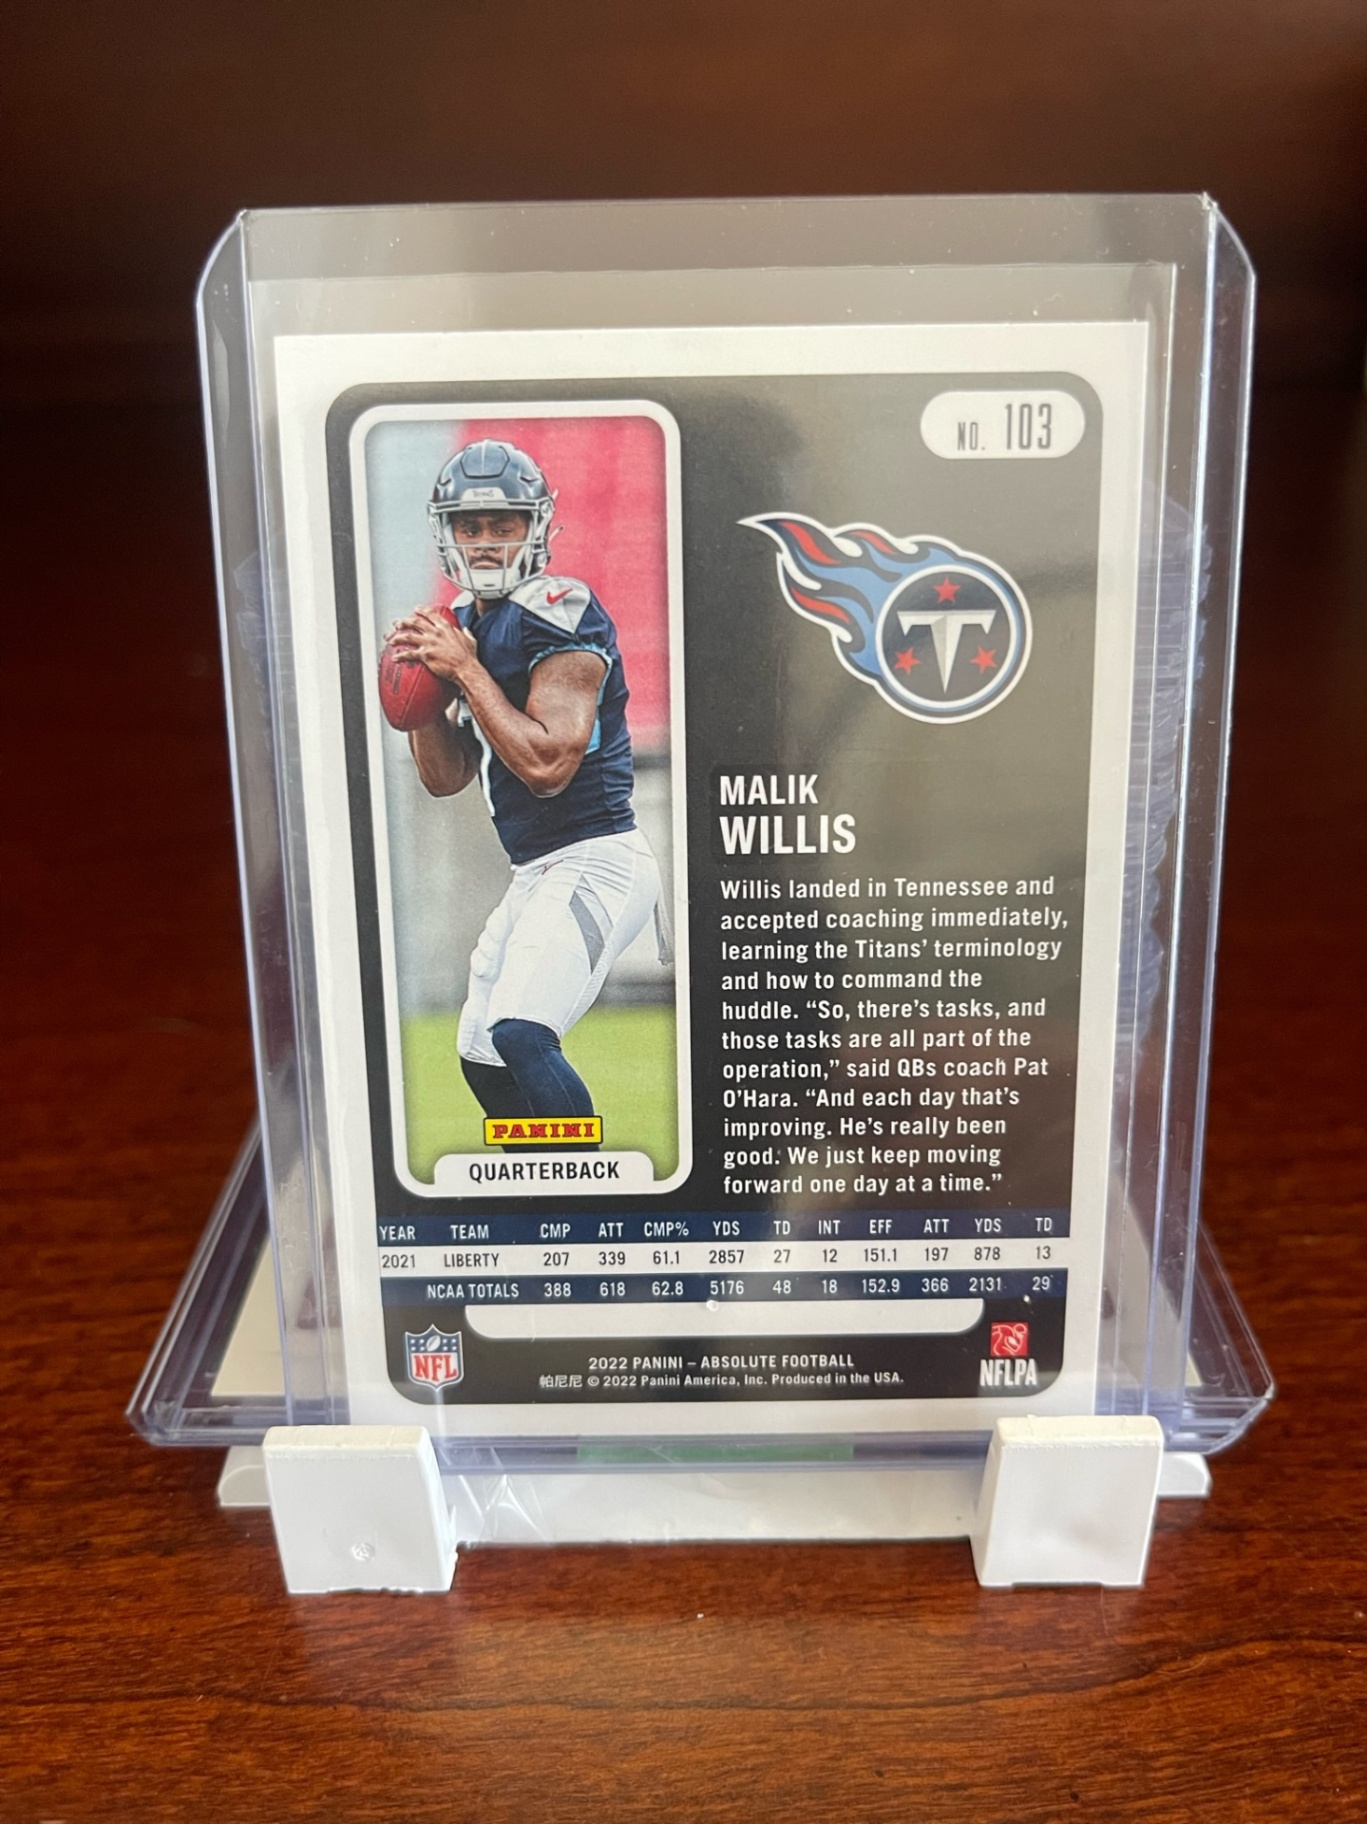 NO. 103
TITANS
T
MALIK
WILLIS
Willis landed in Tennessee and
accepted coaching immediately,
learning the Titans’ terminology
and how to command the
huddle. “So, there’s tasks, and
those tasks are all part of the
operation,” said QBs coach Pat
O’Hara. “And each day that’s
improving. He’s really been
good. We just keep moving
forward one day at a time.”
PANINI
QUARTERBACK
YEAR TEAM CMP ATT CMP% YDS TD INT EFF ATT YDS TD
2021 LIBERTY 207 339 61.1 2857 27 12 151.1 197 878 13
NCAA TOTALS 388 618 62.8 5176 48 18 152.9 366 2131 29
NFL
2022 PANINI – ABSOLUTE FOOTBALL
帕尼尼 © 2022 Panini America, Inc. Produced in the USA.
NFLPA